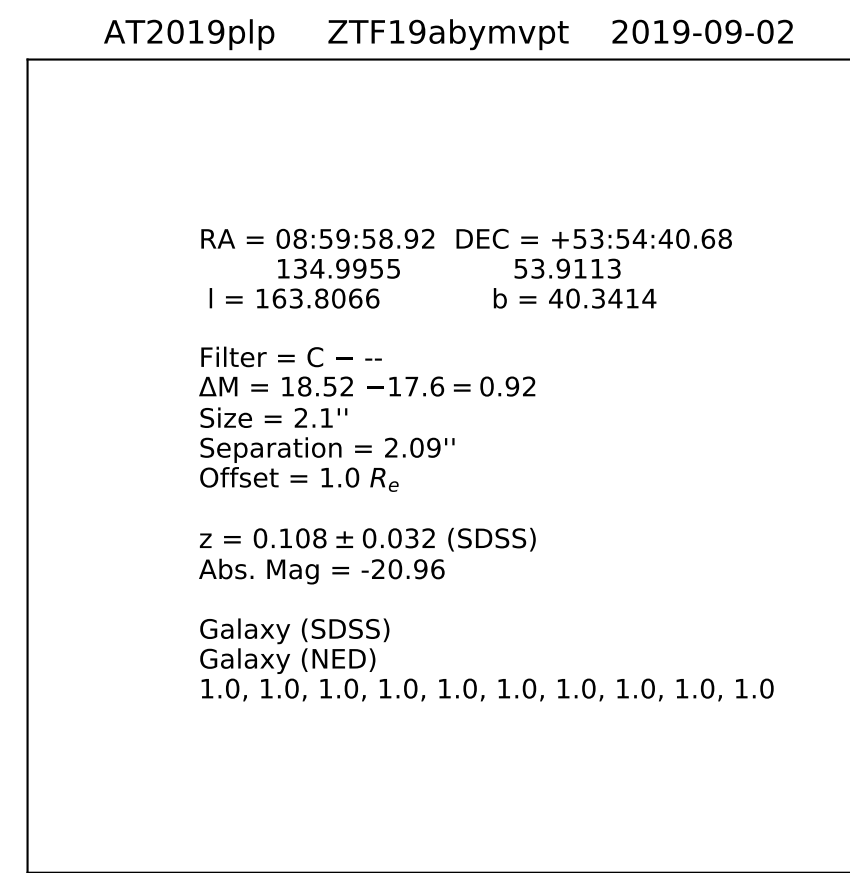 AT2019plp ZTF19abymvpt 2019-09-02
RA = 08:59:58.92 DEC = +53:54:40.68
134.9955 53.9113
l = 163.8066 b = 40.3414
Filter = C − --
ΔM = 18.52 −17.6 = 0.92
Size = 2.1''
Separation = 2.09''
Offset = 1.0 Re
z = 0.108 ± 0.032 (SDSS)
Abs. Mag = -20.96
Galaxy (SDSS)
Galaxy (NED)
1.0, 1.0, 1.0, 1.0, 1.0, 1.0, 1.0, 1.0, 1.0, 1.0